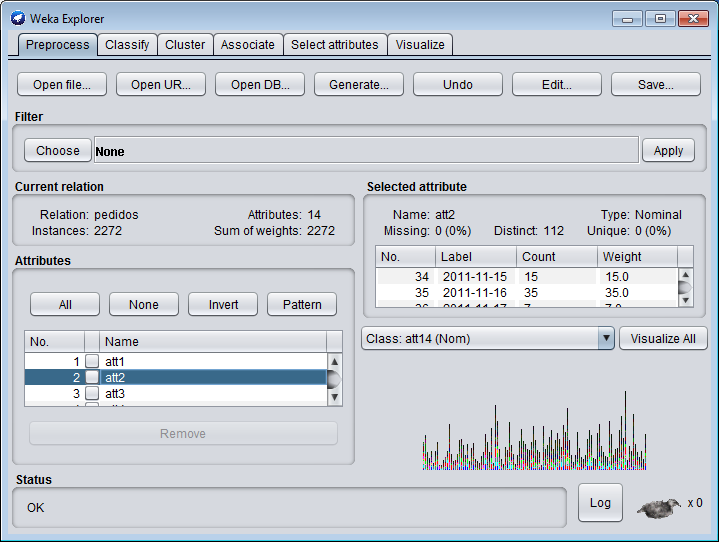 Weka Explorer
Preprocess Classify Cluster Associate Select attributes Visualize
Open file... Open UR... Open DB... Generate... Undo Edit... Save...
Filter
Choose None Apply
Current relation
Relation: pedidos Attributes: 14
Instances: 2272 Sum of weights: 2272
Selected attribute
Name: att2 Type: Nominal
Missing: 0 (0%) Distinct: 112 Unique: 0 (0%)
No. Label Count Weight
34 2011-11-15 15 15.0
35 2011-11-16 35 35.0
36 2011-11-17 7 7.0
Attributes
All None Invert Pattern
No. Name
1 att1
2 att2
3 att3
Remove
Class: att14 (Nom) Visualize All
Status
OK
Log x 0